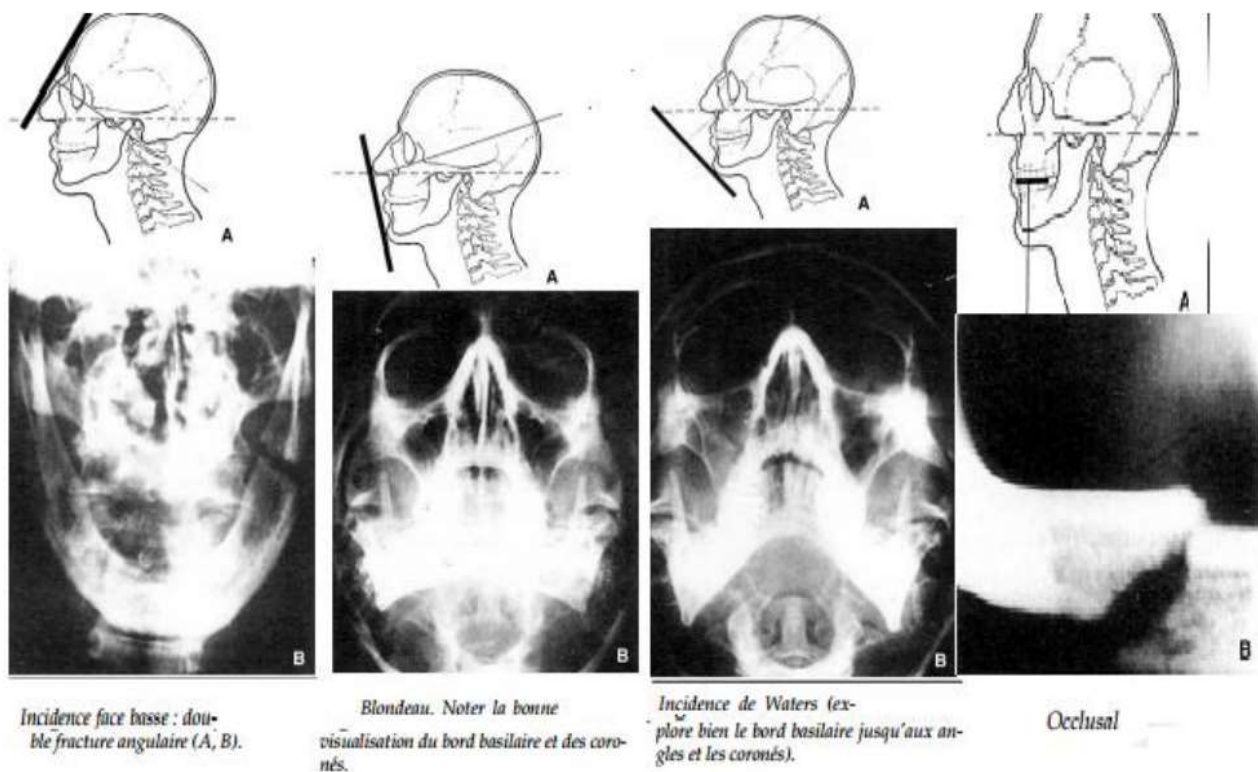 A
A
A
A
B
B
B
B
Incidence face basse : dou-
ble fracture angulaire (A, B).
Blondeau. Noter la bonne
visualisation du bord basilaire et des coro-
nés.
Incidence de Waters (ex-
plore bien le bord basilaire jusqu'aux an-
gles et les coronés).
Occlusal